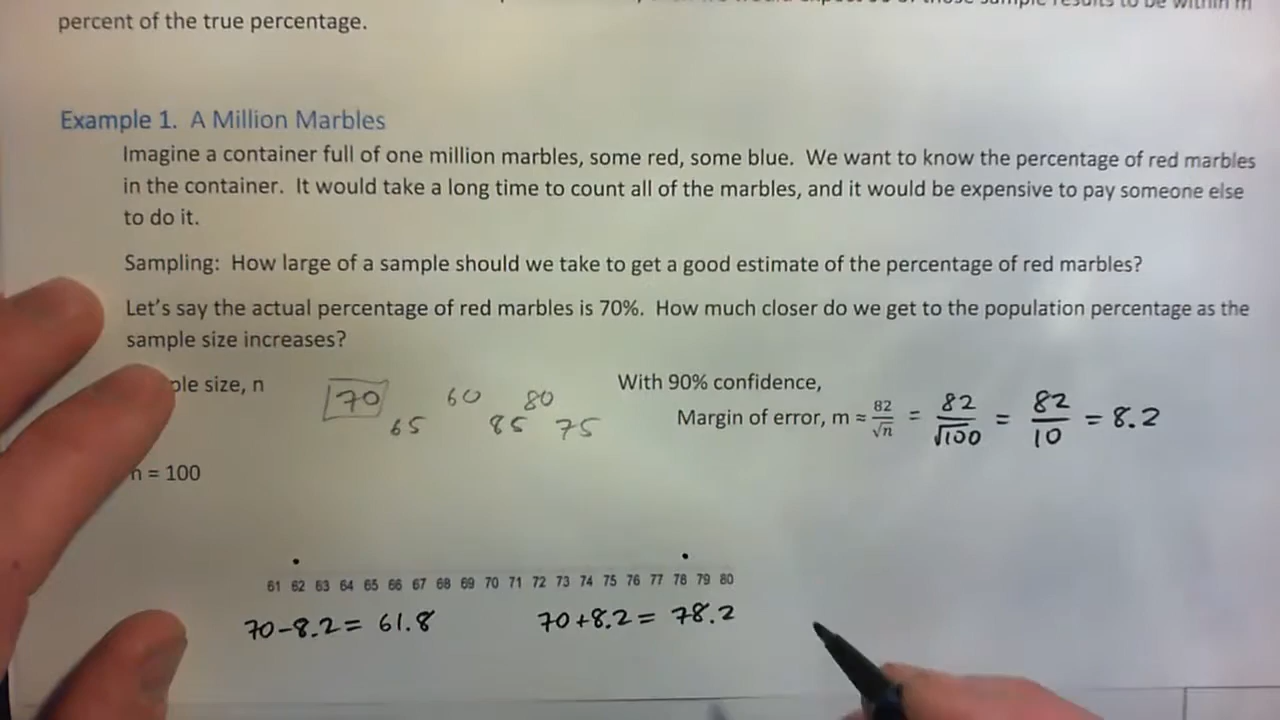 percent of the true percentage.
Example 1. A Million Marbles
Imagine a container full of one million marbles, some red, some blue. We want to know the percentage of red marbles
in the container. It would take a long time to count all of the marbles, and it would be expensive to pay someone else
to do it.
Sampling: How large of a sample should we take to get a good estimate of the percentage of red marbles?
Let's say the actual percentage of red marbles is 70%. How much closer do we get to the population percentage as the
sample size increases?
size, n
70 60 80
65 85 75
With 90% confidence,
Margin of error, m ≈ 82/√n = 82/√100 = 82/10 = 8.2
n = 100
61 62 63 64 65 66 67 68 69 70 71 72 73 74 75 76 77 78 79 80
70-8.2 = 61.8 70+8.2 = 78.2